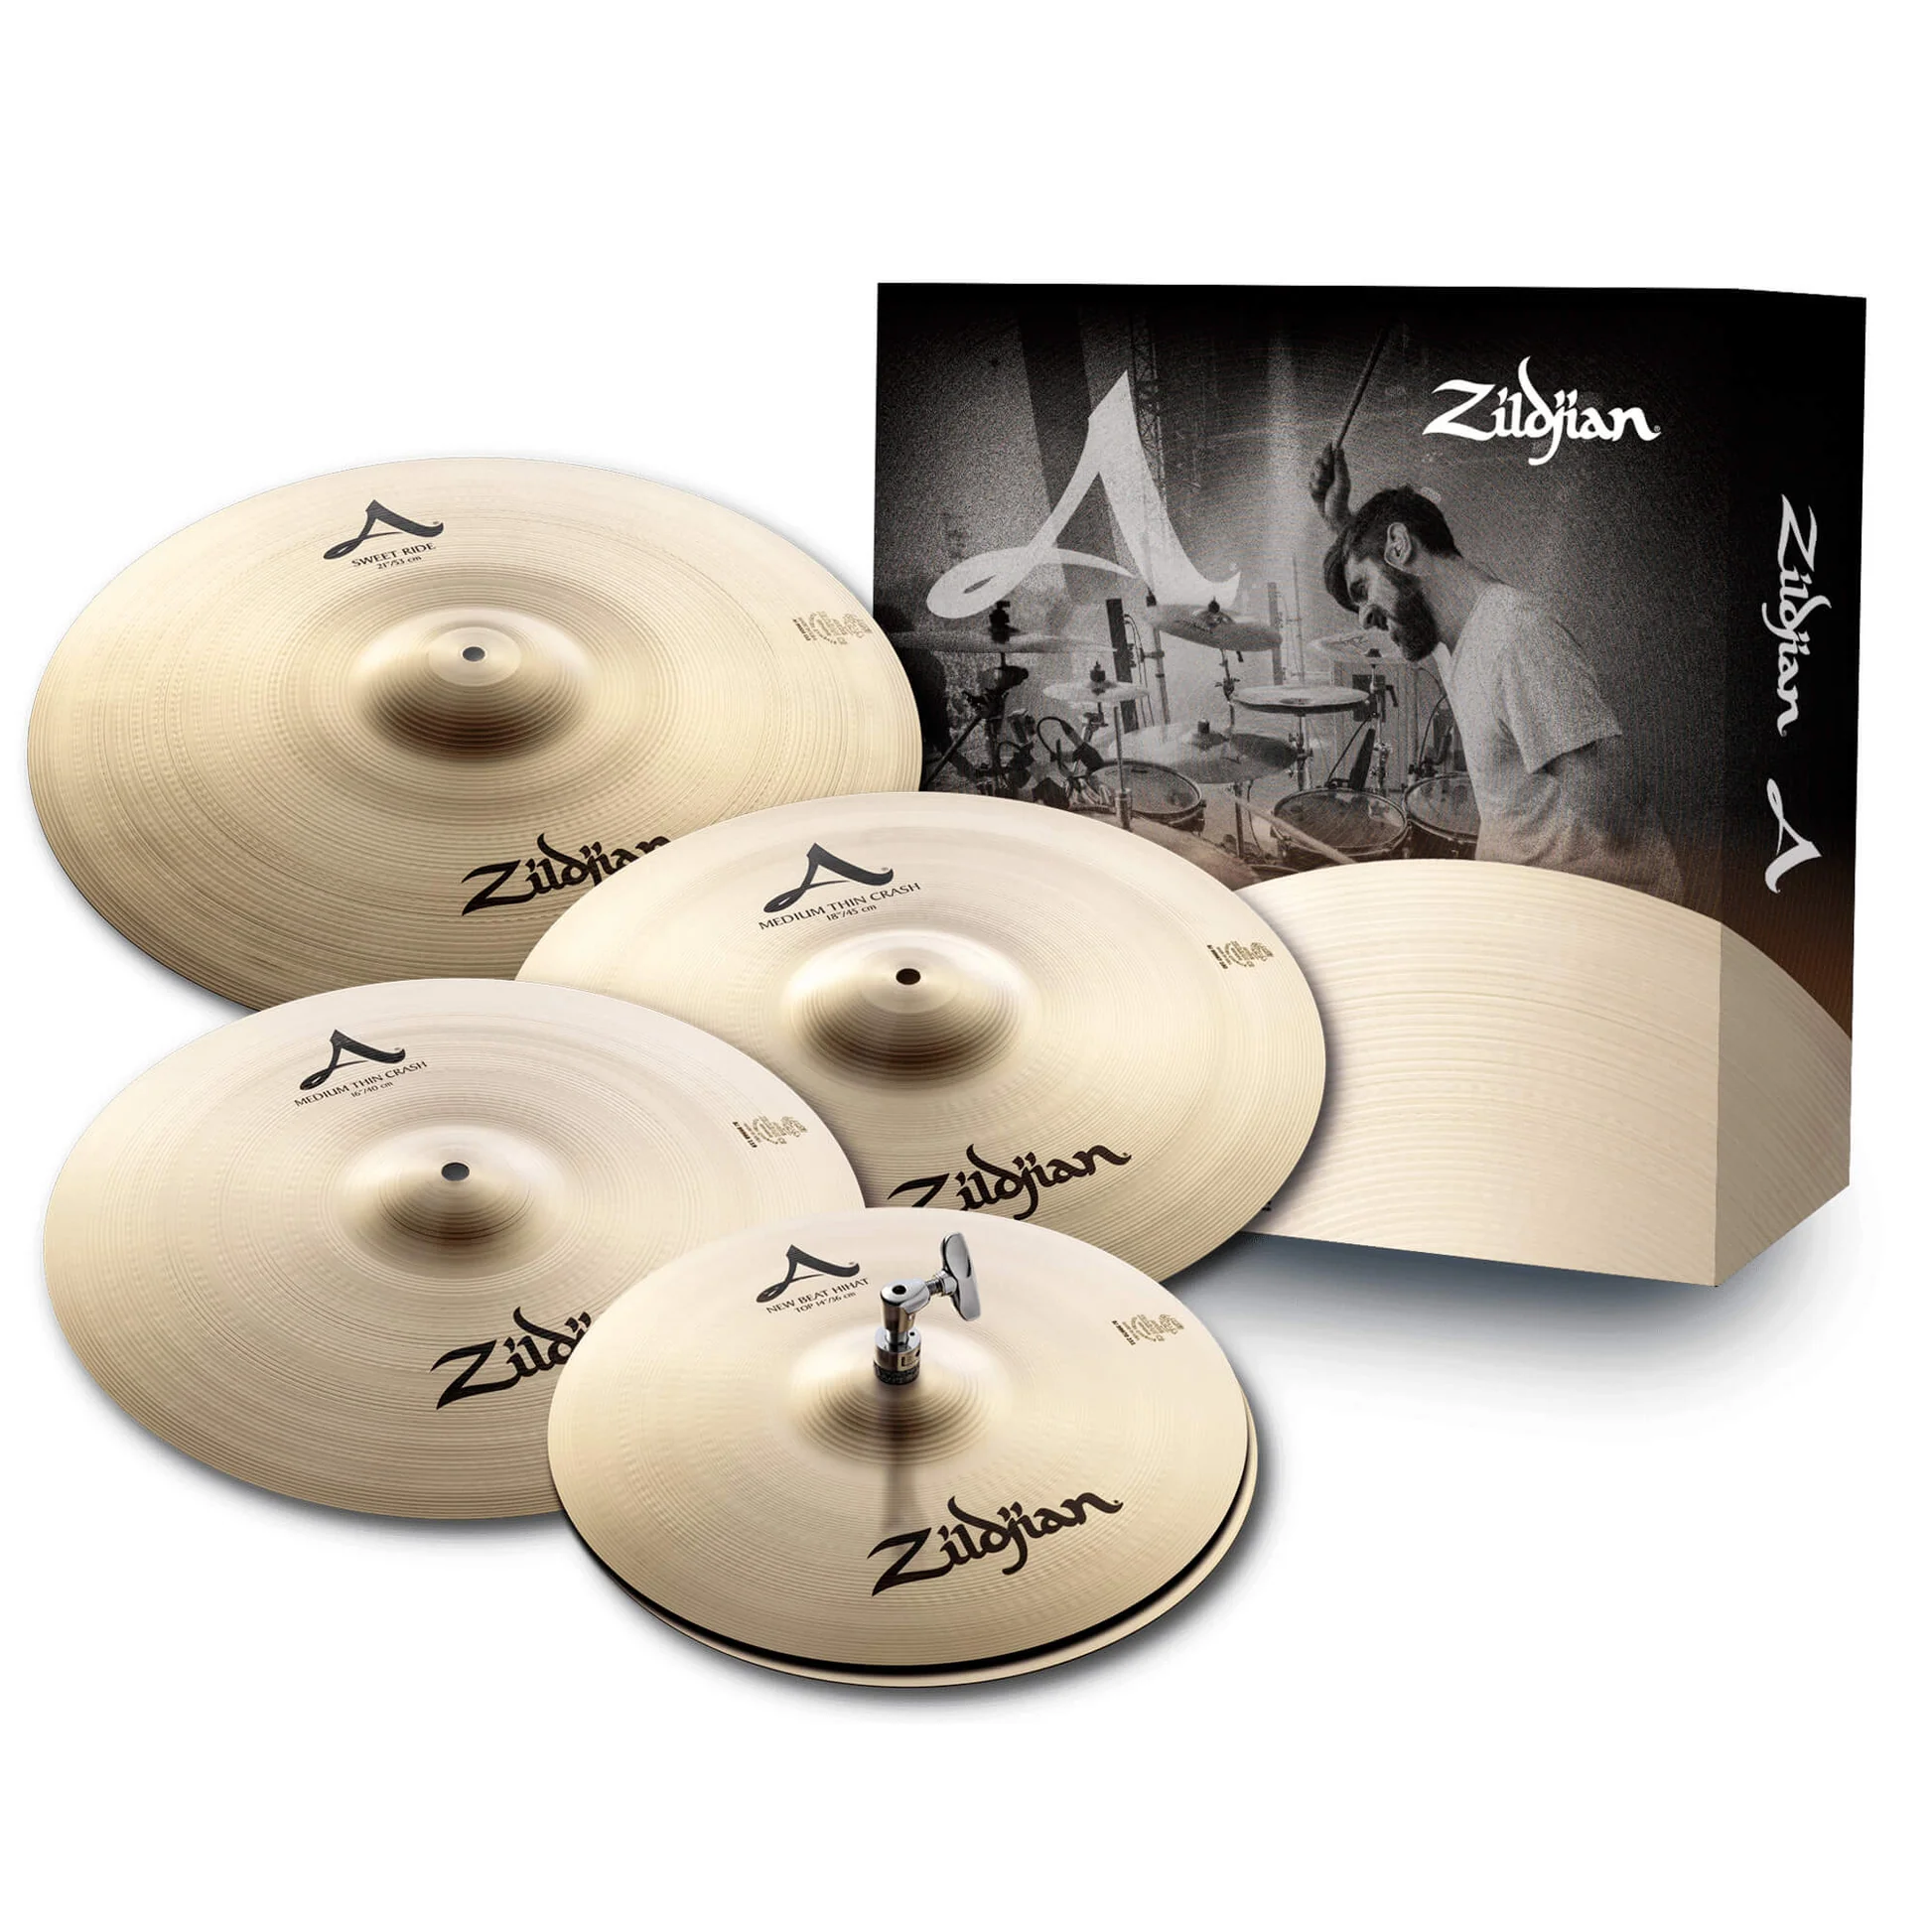 A
Zildjian
Zildjian A
A
SWEET RIDE
21"/53 cm
Zildjian
A
MEDIUM THIN CRASH
18"/45 cm
Zildjian
A
MEDIUM THIN CRASH
16"/40 cm
Zildj
A
NEW BEAT HIHAT
TOP 14"/36 cm
Zildjian